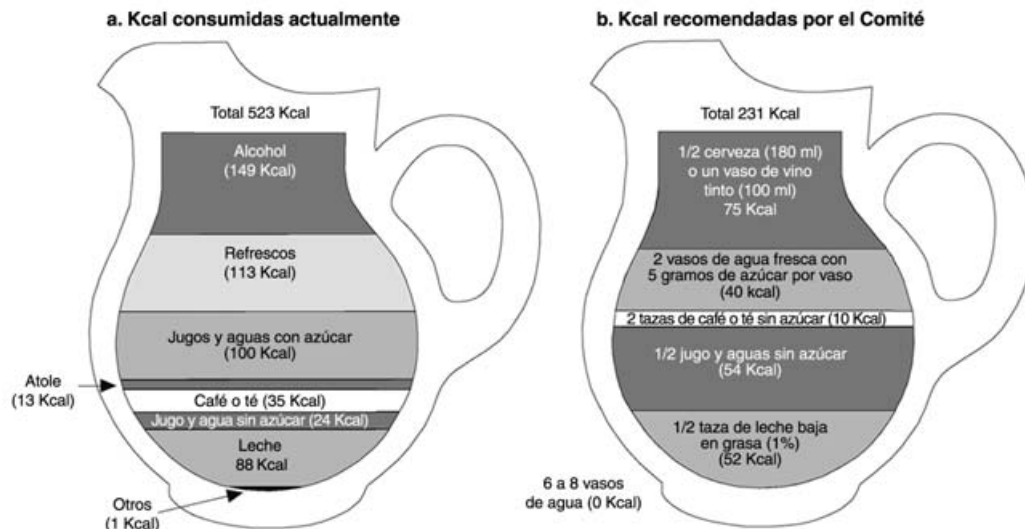 a. Kcal consumidas actualmente
Total 523 Kcal
Alcohol
(149 Kcal)
Refrescos
(113 Kcal)
Jugos y aguas con azúcar
(100 Kcal)
Atole
(13 Kcal)
Café o té (35 Kcal)
Jugo y agua sin azúcar (24 Kcal)
Leche
88 Kcal
Otros
(1 Kcal)
b. Kcal recomendadas por el Comité
Total 231 Kcal
1/2 cerveza (180 ml)
o un vaso de vino
tinto (100 ml)
75 Kcal
2 vasos de agua fresca con
5 gramos de azúcar por vaso
(40 kcal)
2 tazas de café o té sin azúcar (10 Kcal)
1/2 jugo y aguas sin azúcar
(54 Kcal)
1/2 taza de leche baja
en grasa (1%)
(52 Kcal)
6 a 8 vasos
de agua (0 Kcal)